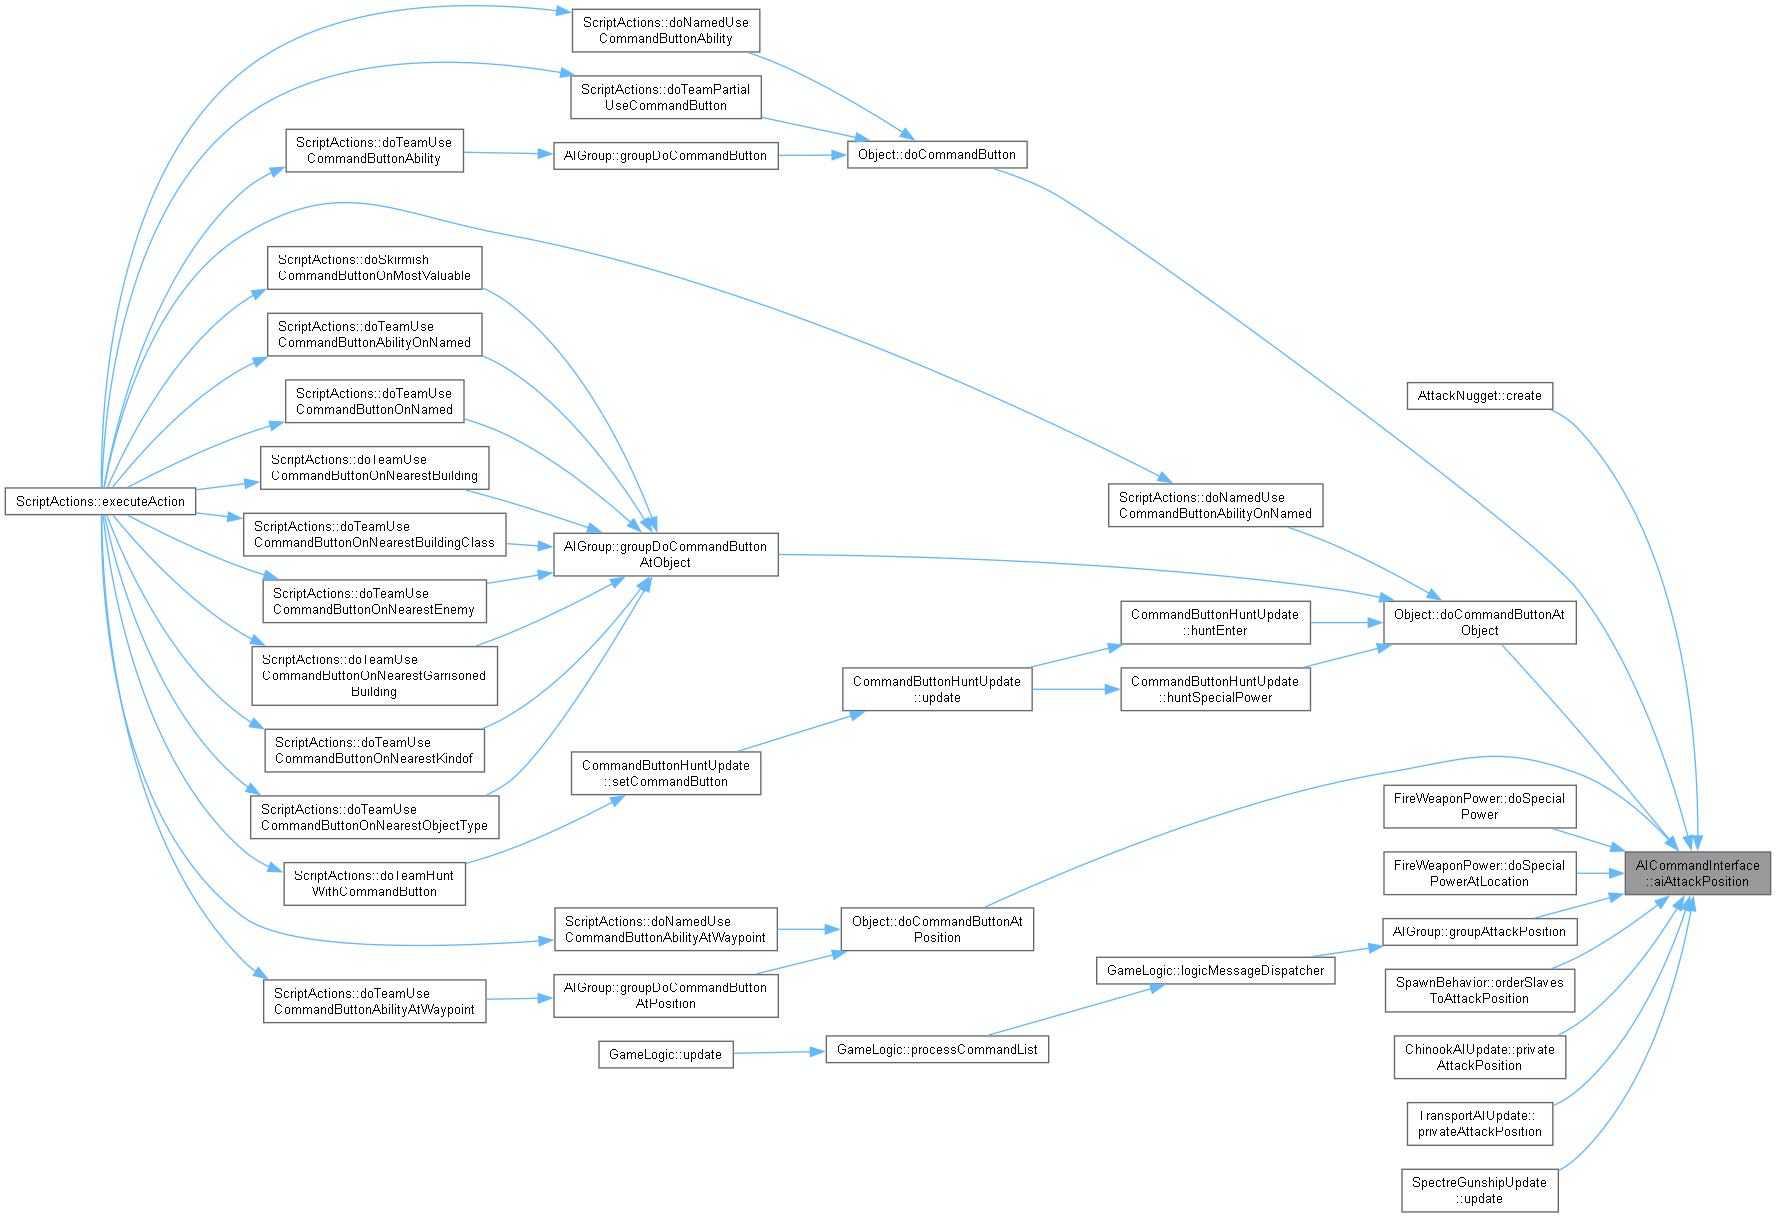 ScriptActions::doNamedUse
CommandButtonAbility
ScriptActions::doTeamPartial
UseCommandButton
ScriptActions::doTeamUse
CommandButtonAbility
AIGroup::groupDoCommandButton
Object::doCommandButton
ScriptActions::doSkirmish
CommandButtonOnMostValuable
ScriptActions::doTeamUse
CommandButtonAbilityOnNamed
ScriptActions::doTeamUse
CommandButtonOnNamed
AttackNugget::create
ScriptActions::doTeamUse
CommandButtonOnNearestBuilding
ScriptActions::executeAction
ScriptActions::doNamedUse
CommandButtonAbilityOnNamed
ScriptActions::doTeamUse
CommandButtonOnNearestBuildingClass
AIGroup::groupDoCommandButton
AtObject
ScriptActions::doTeamUse
CommandButtonOnNearestEnemy
CommandButtonHuntUpdate
::huntEnter
Object::doCommandButtonAt
Object
ScriptActions::doTeamUse
CommandButtonOnNearestGarrisoned
Building
CommandButtonHuntUpdate
::update
CommandButtonHuntUpdate
::huntSpecialPower
ScriptActions::doTeamUse
CommandButtonOnNearestKindof
CommandButtonHuntUpdate
::setCommandButton
ScriptActions::doTeamUse
CommandButtonOnNearestObjectType
FireWeaponPower::doSpecial
Power
ScriptActions::doTeamHunt
WithCommandButton
FireWeaponPower::doSpecial
PowerAtLocation
AICommandInterface
::aiAttackPosition
ScriptActions::doNamedUse
CommandButtonAbilityAtWaypoint
Object::doCommandButtonAt
Position
AIGroup::groupAttackPosition
ScriptActions::doTeamUse
CommandButtonAbilityAtWaypoint
AIGroup::groupDoCommandButton
AtPosition
GameLogic::logicMessageDispatcher
SpawnBehavior::orderSlaves
ToAttackPosition
GameLogic::update
GameLogic::processCommandList
ChinookAIUpdate::private
AttackPosition
TransportAIUpdate::
privateAttackPosition
SpectreGunshipUpdate
::update